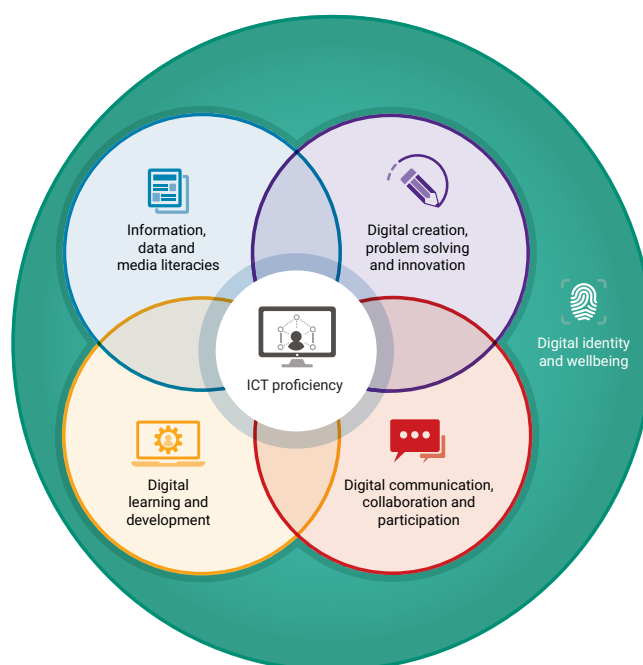 Information,
data and
media literacies
Digital creation,
problem solving
and innovation
Digital identity
and wellbeing
ICT proficiency
Digital
learning and
development
Digital communication,
collaboration and
participation